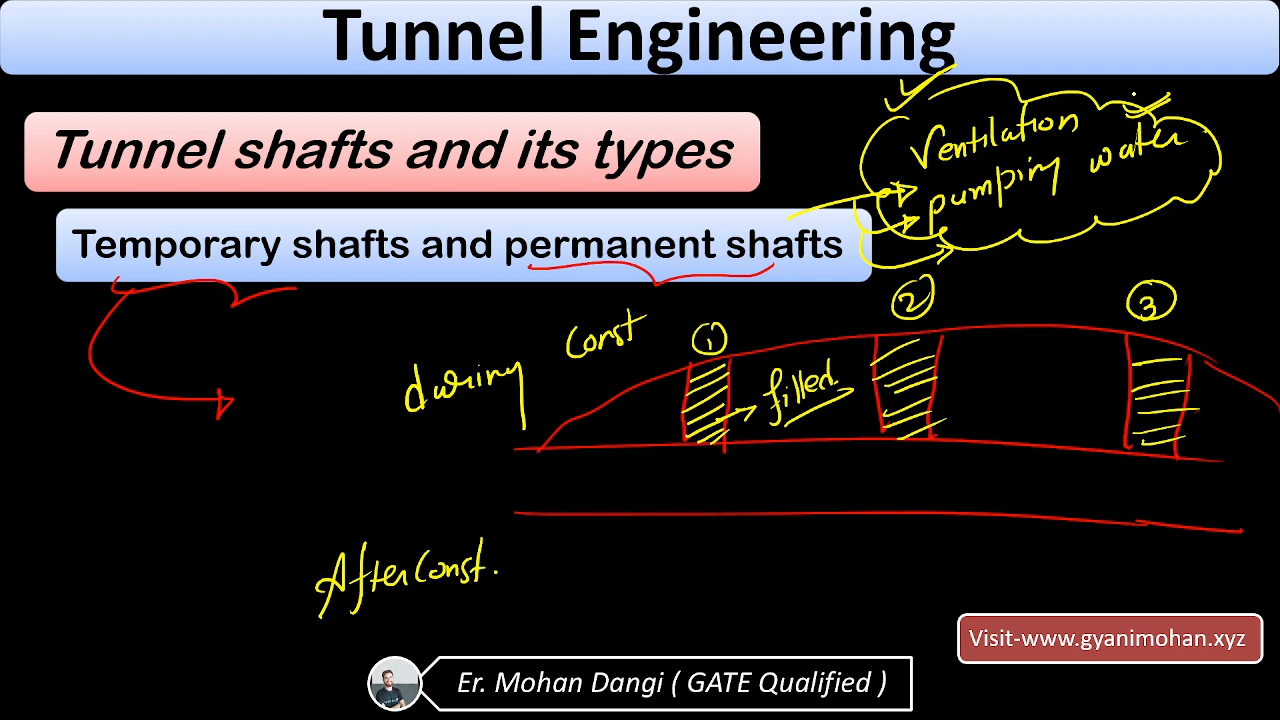 Tunnel Engineering
Tunnel shafts and its types
Ventilation
pumping water
Temporary shafts and permanent shafts
during const
1
2
3
filled
After Const.
Visit-www.gyanimohan.xyz
Er. Mohan Dangi ( GATE Qualified )